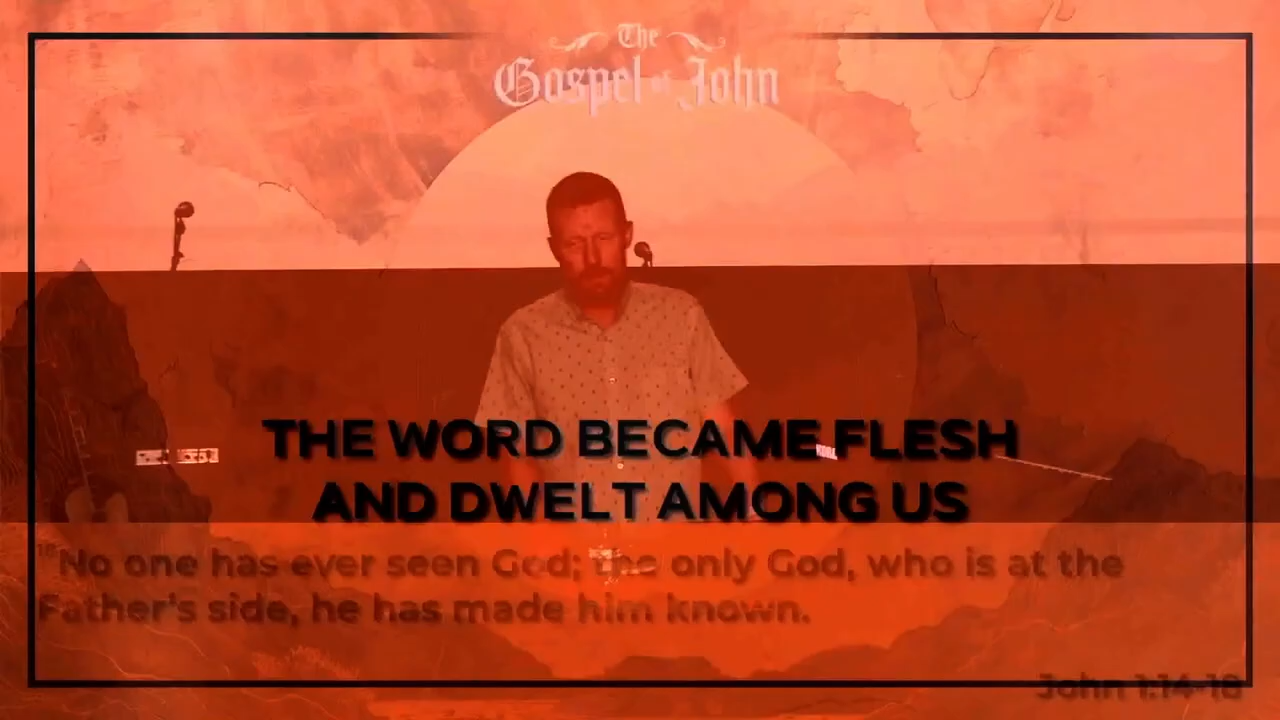 The
Gospel of John
THE WORD BECAME FLESH
AND DWELT AMONG US
18No one has ever seen God; the only God, who is at the
Father's side, he has made him known.
John 1:14-18